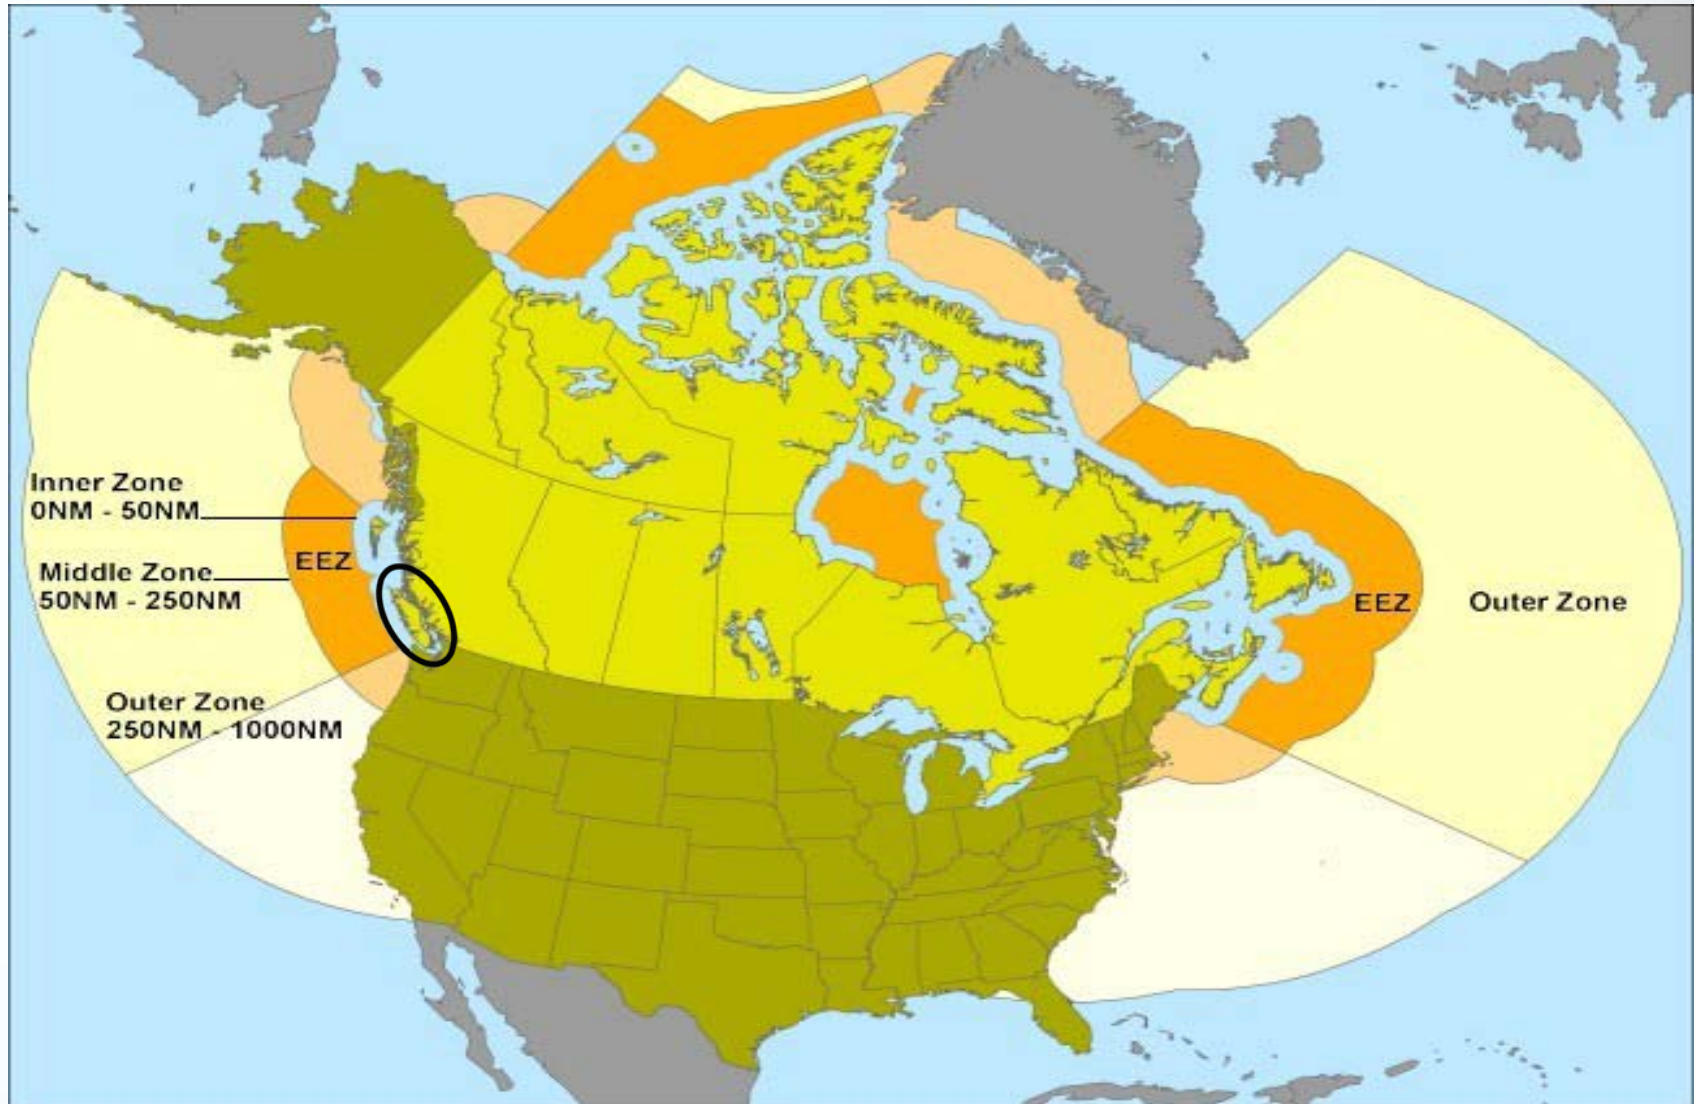 Inner Zone
0NM - 50NM
EEZ
Middle Zone
50NM - 250NM
Outer Zone
250NM - 1000NM
EEZ
Outer Zone